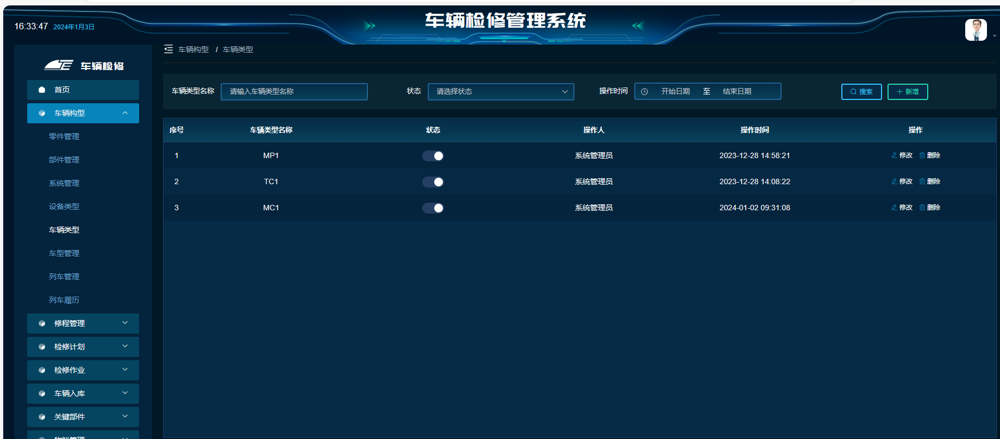 车辆检修管理系统
16:33:47 2024年1月3日
车辆构型 / 车辆类型
车辆检修
首页
车辆构型
零件管理
部件管理
系统管理
设备类型
车辆类型
车型管理
列车管理
列车履历
修程管理
检修计划
检修作业
车辆入库
关键部件
物料管理
车辆类型名称 请输入车辆类型名称 状态 请选择状态 操作时间 开始日期 至 结束日期 搜索 新增
序号 车辆类型名称 状态 操作人 操作时间 操作
1 MP1 系统管理员 2023-12-28 14:58:21 修改 删除
2 TC1 系统管理员 2023-12-28 14:08:22 修改 删除
3 MC1 系统管理员 2024-01-02 09:31:08 修改 删除